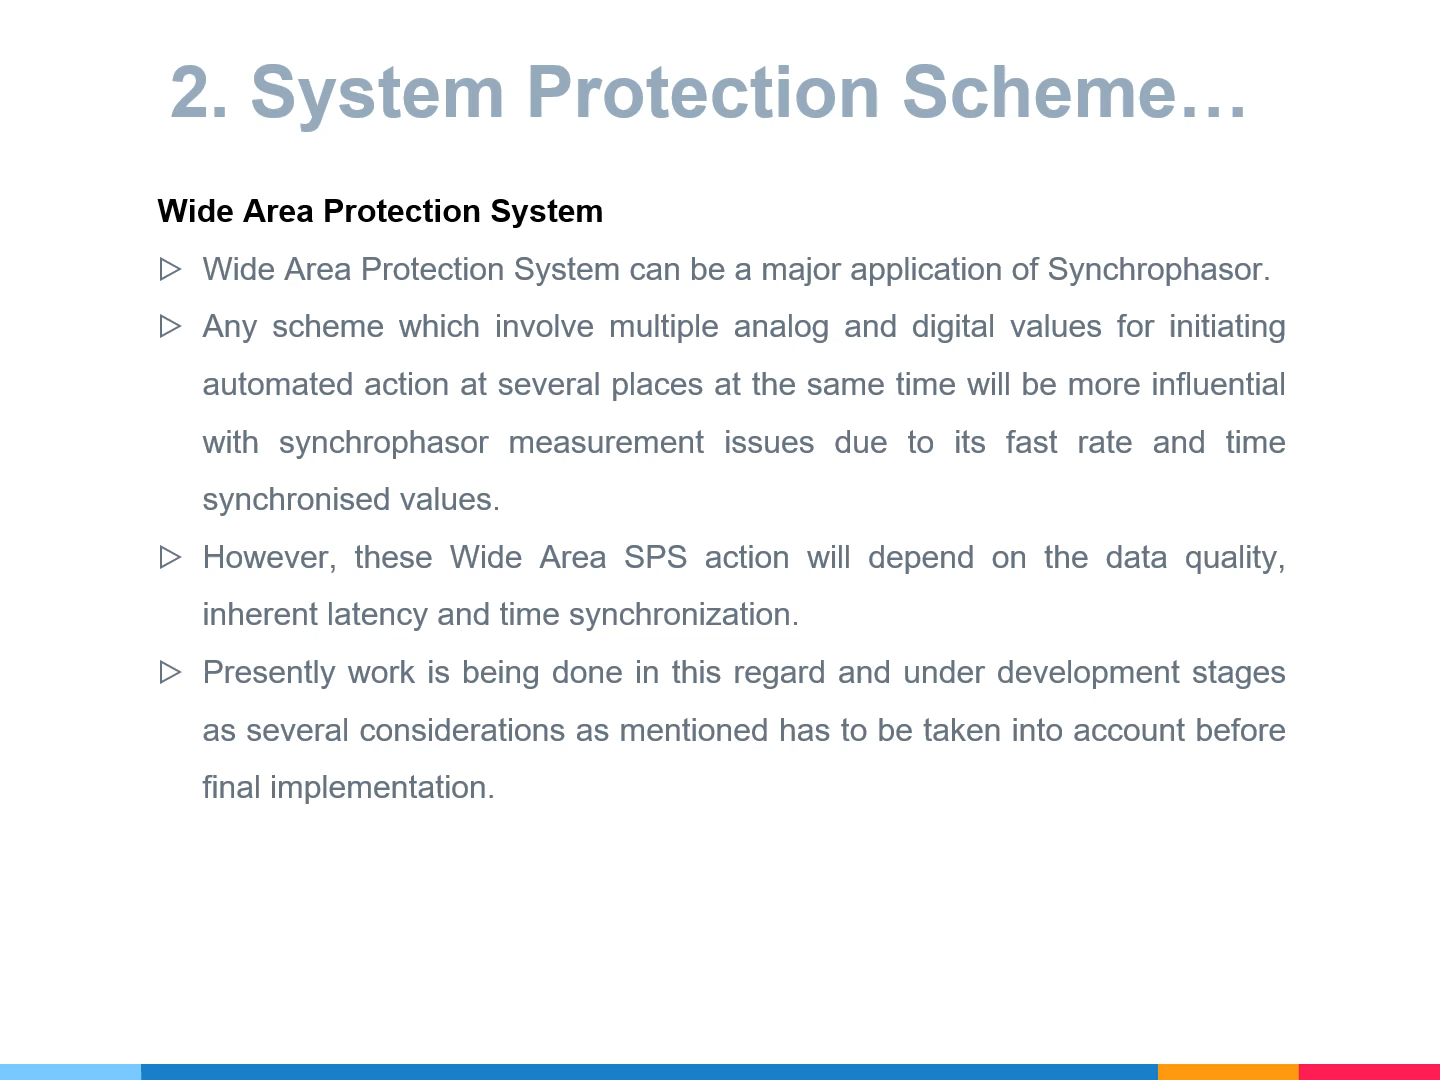 2. System Protection Scheme…
Wide Area Protection System
▷ Wide Area Protection System can be a major application of Synchrophasor.
▷ Any scheme which involve multiple analog and digital values for initiating
automated action at several places at the same time will be more influential
with synchrophasor measurement issues due to its fast rate and time
synchronised values.
▷ However, these Wide Area SPS action will depend on the data quality,
inherent latency and time synchronization.
▷ Presently work is being done in this regard and under development stages
as several considerations as mentioned has to be taken into account before
final implementation.